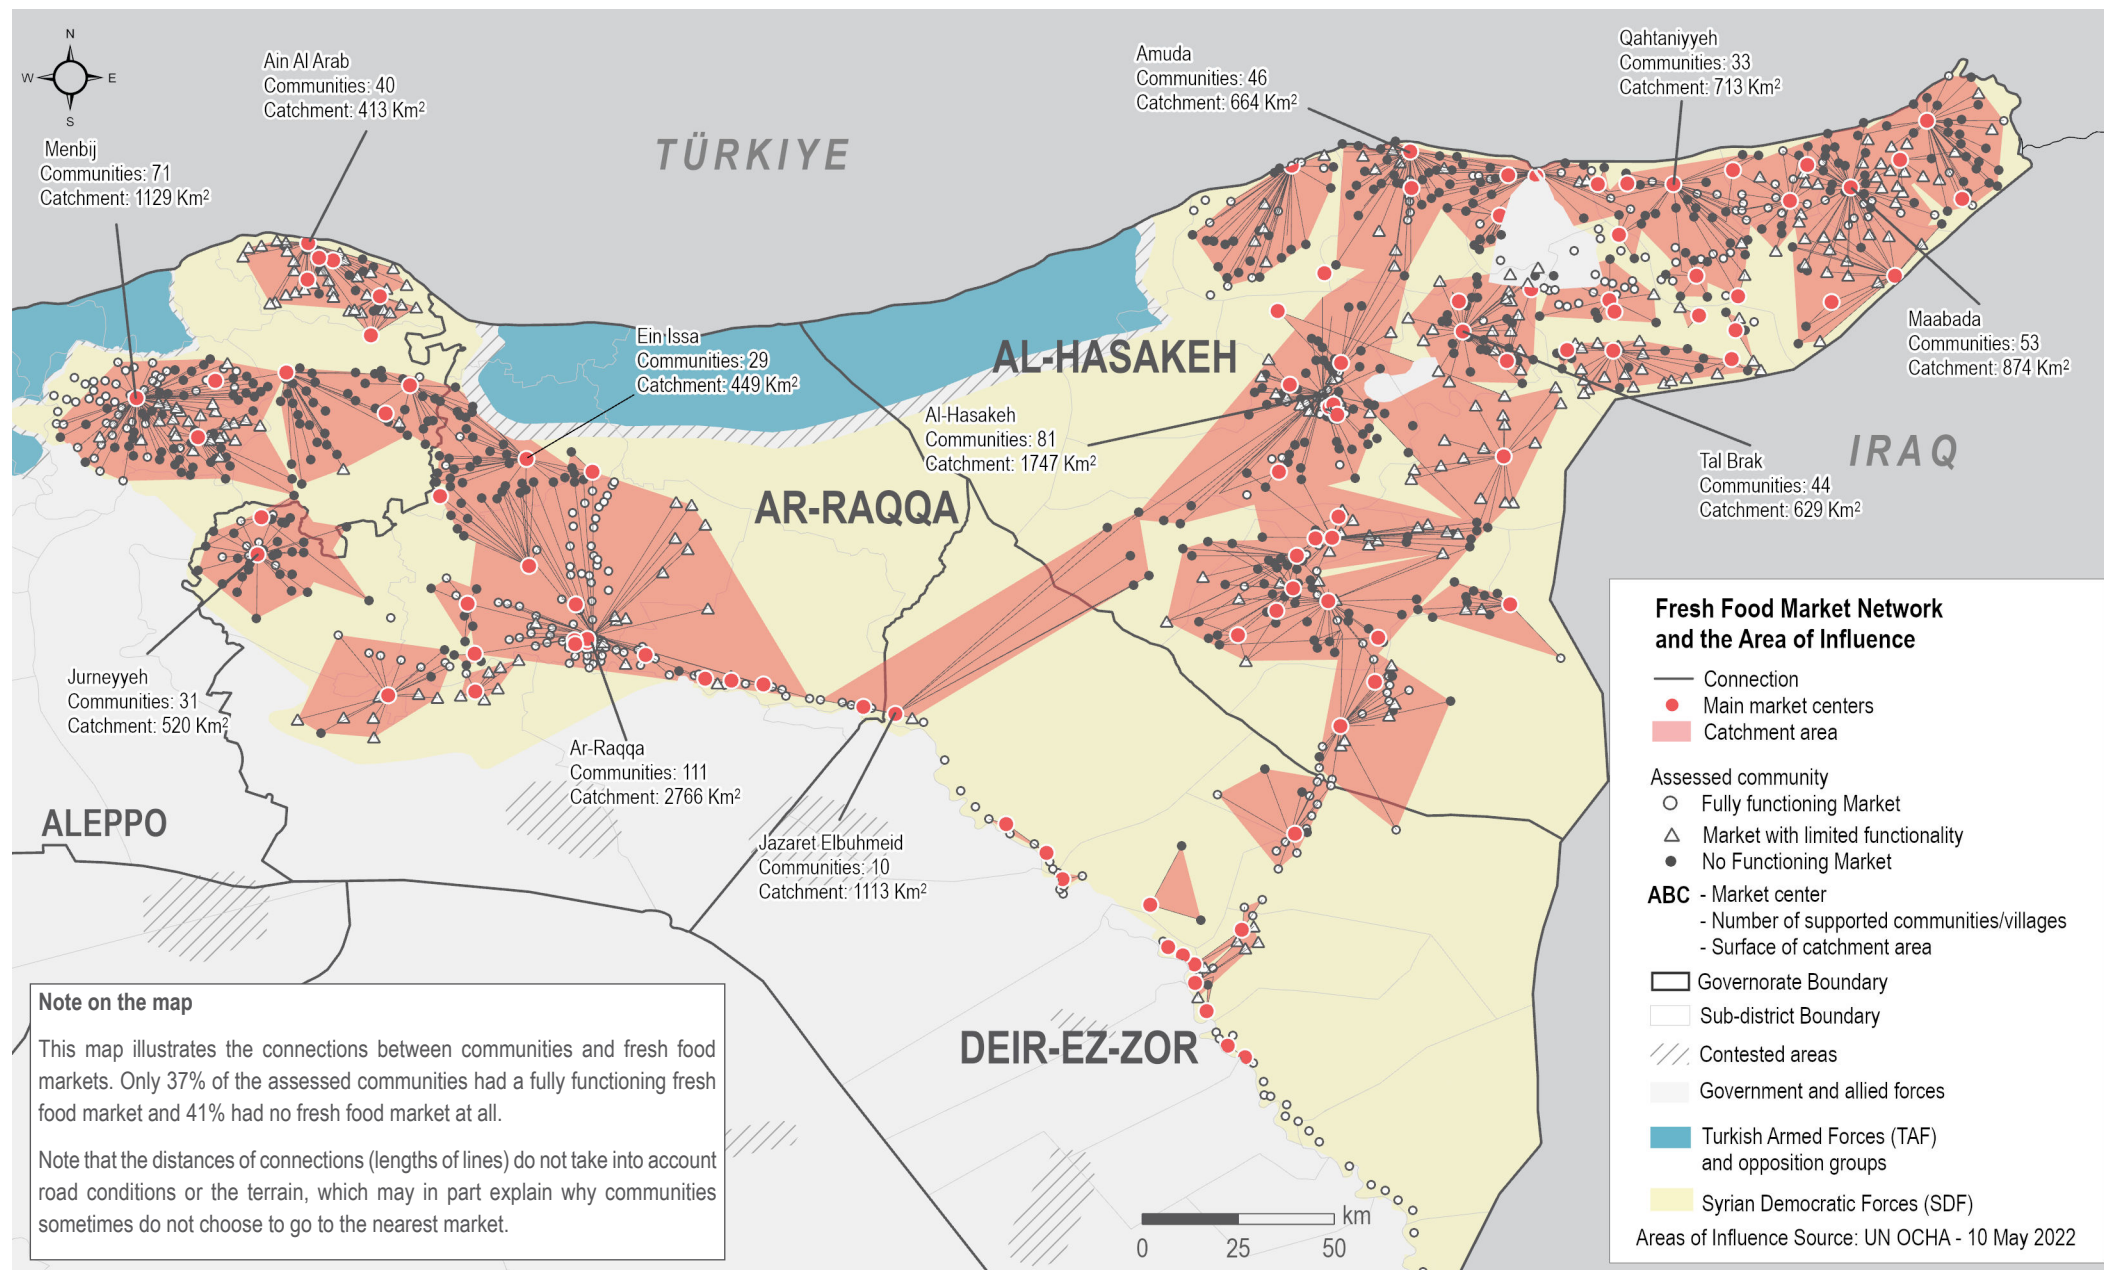 N
W
E
S
Ain Al Arab
Communities: 40
Catchment: 413 Km²
Menbij
Communities: 71
Catchment: 1129 Km²
TÜRKIYE
Amuda
Communities: 46
Catchment: 664 Km²
Qahtaniyyeh
Communities: 33
Catchment: 713 Km²
Ein Issa
Communities: 29
Catchment: 449 Km²
AL-HASAKEH
Maabada
Communities: 53
Catchment: 874 Km²
Al-Hasakeh
Communities: 81
Catchment: 1747 Km²
IRAQ
Tal Brak
Communities: 44
Catchment: 629 Km²
AR-RAQQA
Jurneyyeh
Communities: 31
Catchment: 520 Km²
Ar-Raqqa
Communities: 111
Catchment: 2766 Km²
ALEPPO
Jazaret Elbuhmeid
Communities: 10
Catchment: 1113 Km²
DEIR-EZ-ZOR
Note on the map
This map illustrates the connections between communities and fresh food
markets. Only 37% of the assessed communities had a fully functioning fresh
food market and 41% had no fresh food market at all.
Note that the distances of connections (lengths of lines) do not take into account
road conditions or the terrain, which may in part explain why communities
sometimes do not choose to go to the nearest market.
km
0 25 50
Fresh Food Market Network
and the Area of Influence
Connection
Main market centers
Catchment area
Assessed community
Fully functioning Market
Market with limited functionality
No Functioning Market
ABC - Market center
- Number of supported communities/villages
- Surface of catchment area
Governorate Boundary
Sub-district Boundary
Contested areas
Government and allied forces
Turkish Armed Forces (TAF)
and opposition groups
Syrian Democratic Forces (SDF)
Areas of Influence Source: UN OCHA - 10 May 2022